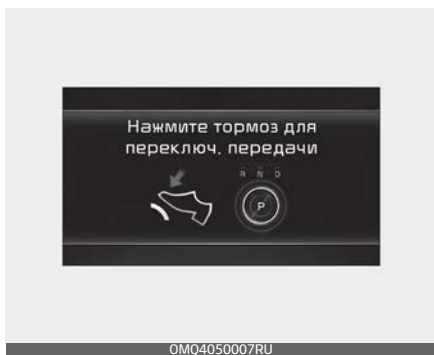 Нажмите тормоз для
переключ. передачи
R N D
P
OMQ4050007RU